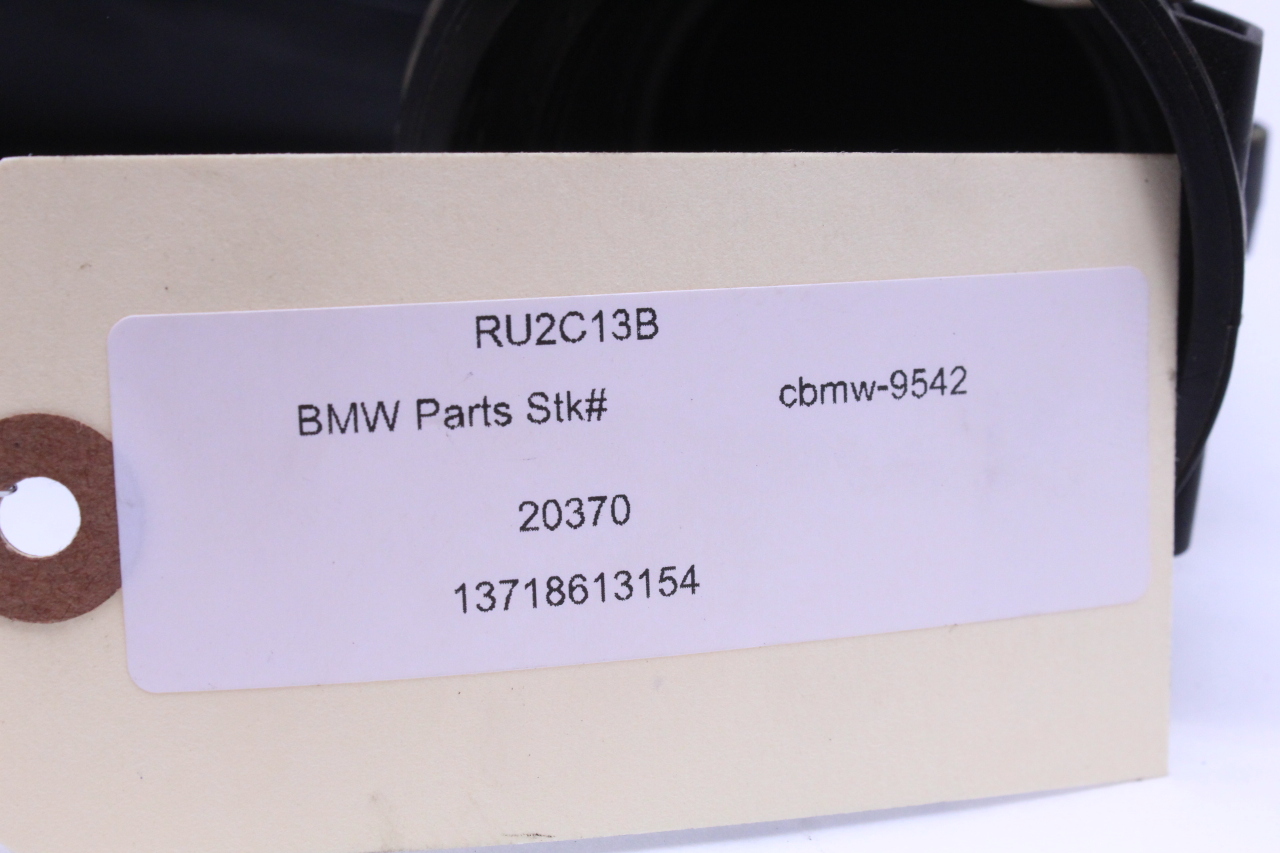 RU2C13B
BMW Parts Stk# cbmw-9542
20370
13718613154